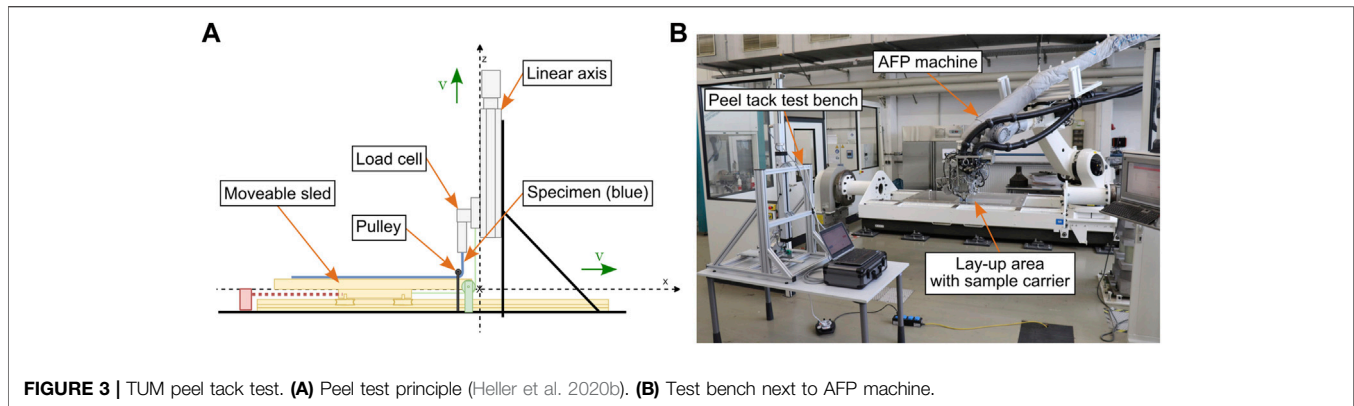 A
z
v
Linear axis
Load cell
Specimen (blue)
Moveable sled
Pulley
v
x
B
AFP machine
Peel tack test bench
Lay-up area
with sample carrier
FIGURE 3 | TUM peel tack test. (A) Peel test principle (Heller et al. 2020b). (B) Test bench next to AFP machine.